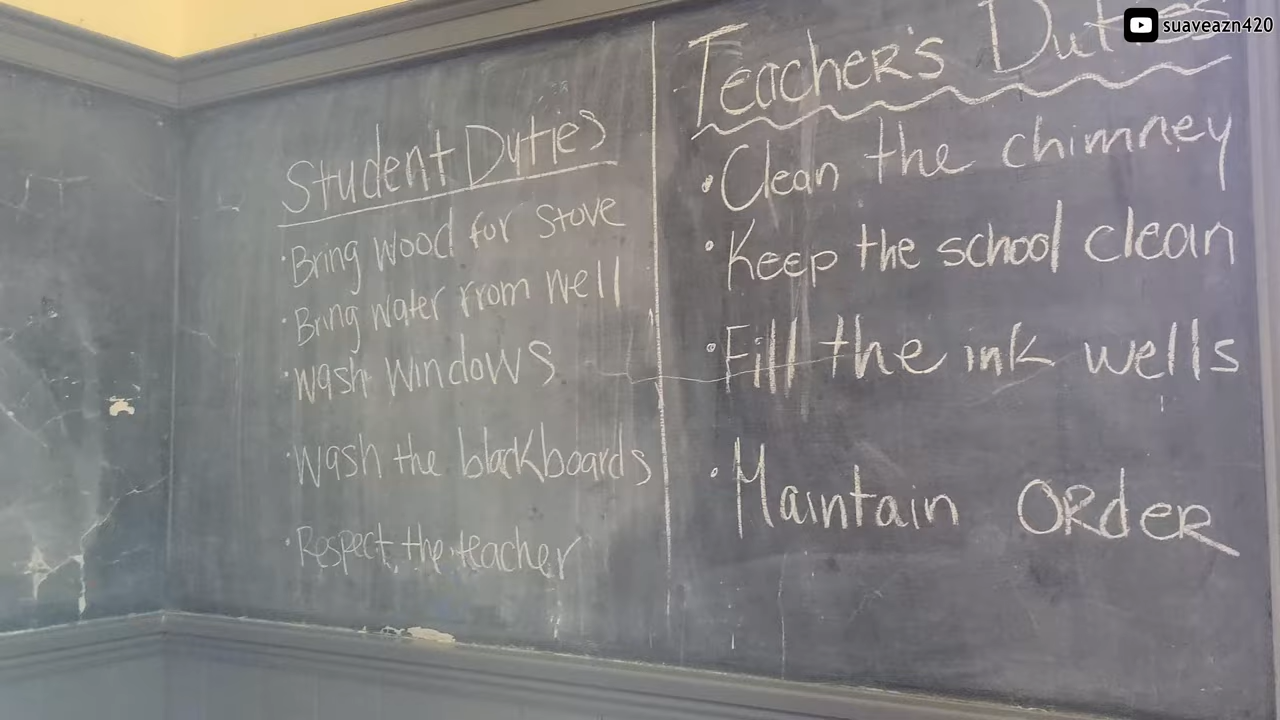 suaveazn420
Student Duties
• Bring wood for stove
• Bring water from well
• Wash Windows
• Wash the blackboards
• Respect the teacher
Teacher's Duties
• Clean the chimney
• Keep the school clean
• Fill the ink wells
• Maintain ORdER